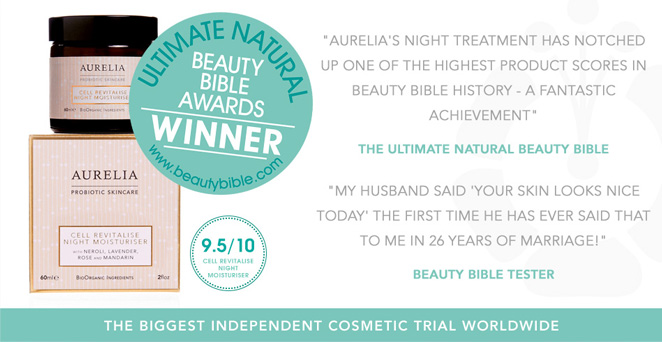 AURELIA
PROBIOTIC SKINCARE
CELL REVITALISE
NIGHT MOISTURISER
60ml e BIOORGANIC INGREDIENTS
AURELIA
PROBIOTIC SKINCARE
CELL REVITALISE
NIGHT MOISTURISER
WITH NEROLI, LAVENDER,
ROSE AND MANDARIN
60ml e BIOORGANIC INGREDIENTS 2floz
ULTIMATE NATURAL
BEAUTY
BIBLE
AWARDS
WINNER
www.beautybible.com
9.5/10
CELL REVITALISE
NIGHT
MOISTURISER
"AURELIA'S NIGHT TREATMENT HAS NOTCHED
UP ONE OF THE HIGHEST PRODUCT SCORES IN
BEAUTY BIBLE HISTORY - A FANTASTIC
ACHIEVEMENT"
THE ULTIMATE NATURAL BEAUTY BIBLE
"MY HUSBAND SAID 'YOUR SKIN LOOKS NICE
TODAY' THE FIRST TIME HE HAS EVER SAID THAT
TO ME IN 26 YEARS OF MARRIAGE!"
BEAUTY BIBLE TESTER
THE BIGGEST INDEPENDENT COSMETIC TRIAL WORLDWIDE